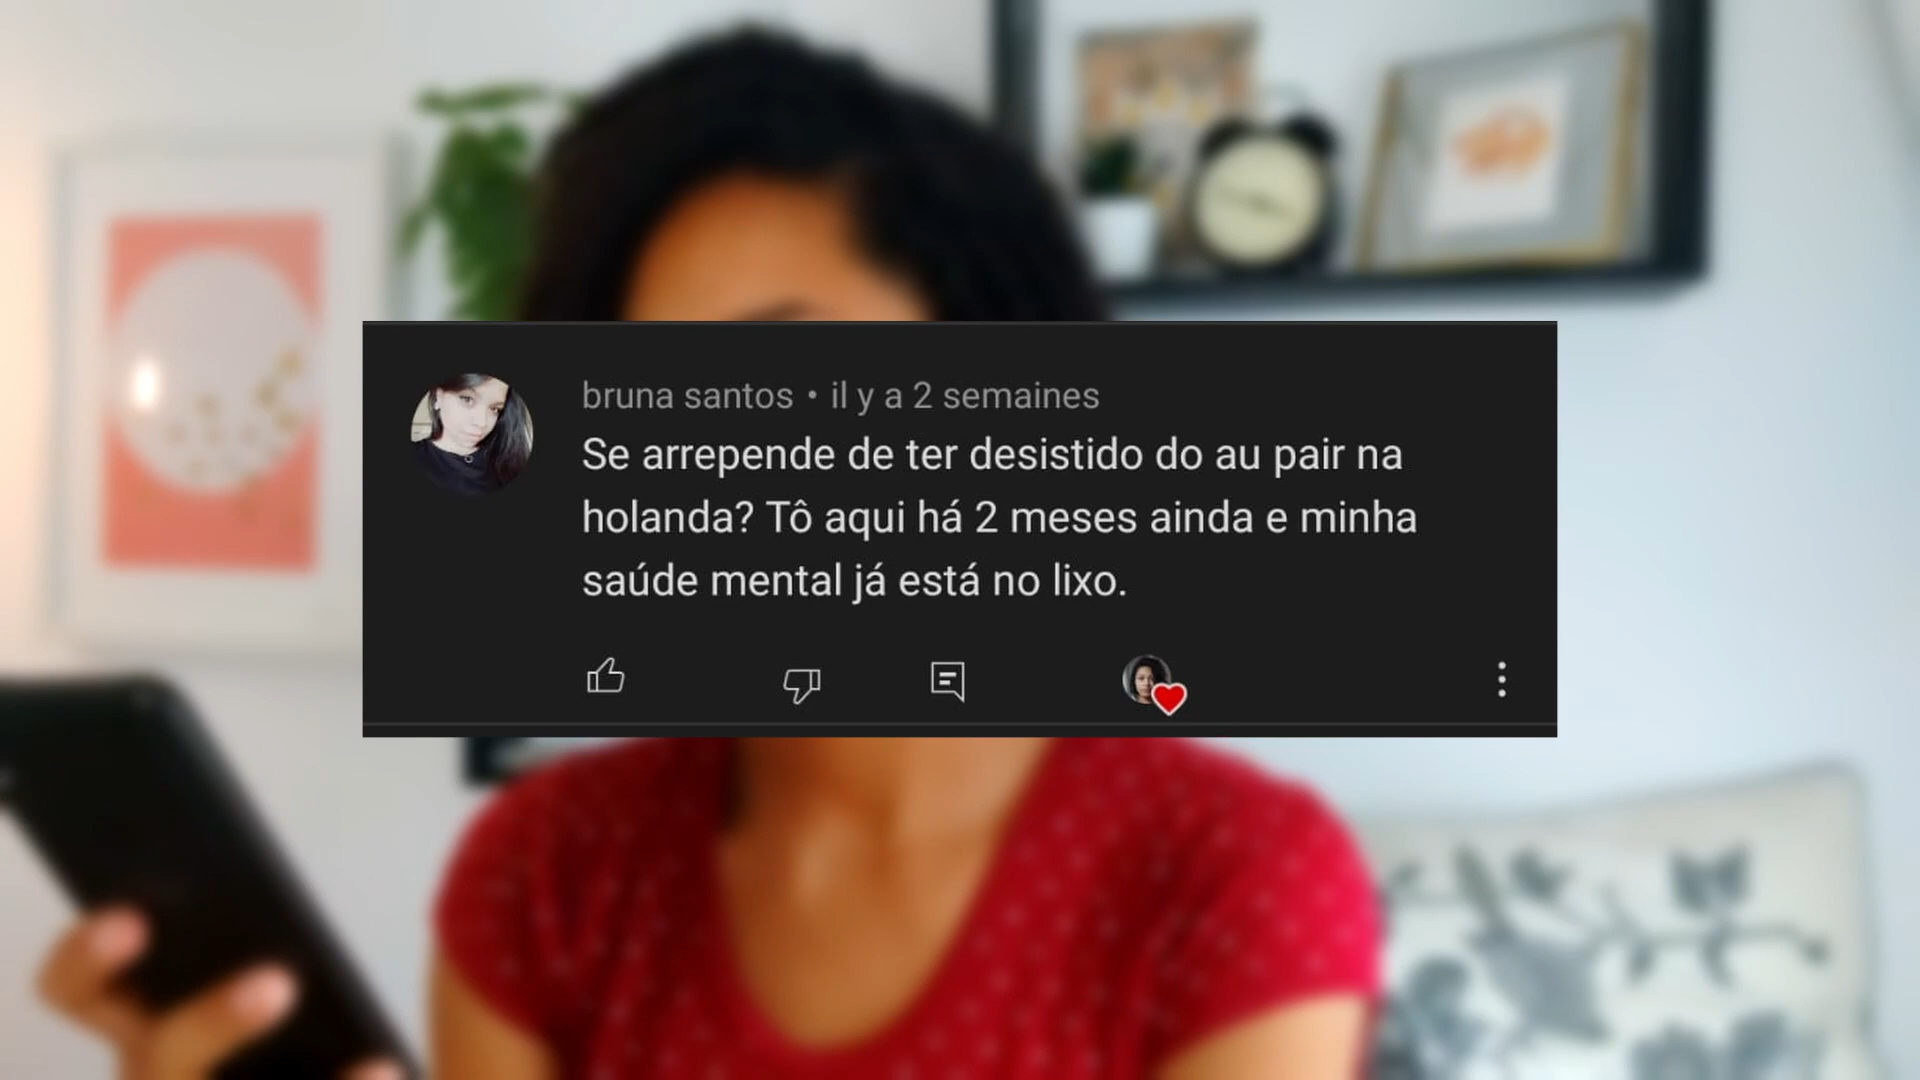 bruna santos • il y a 2 semaines
Se arrepende de ter desistido do au pair na
holanda? Tô aqui há 2 meses ainda e minha
saúde mental já está no lixo.